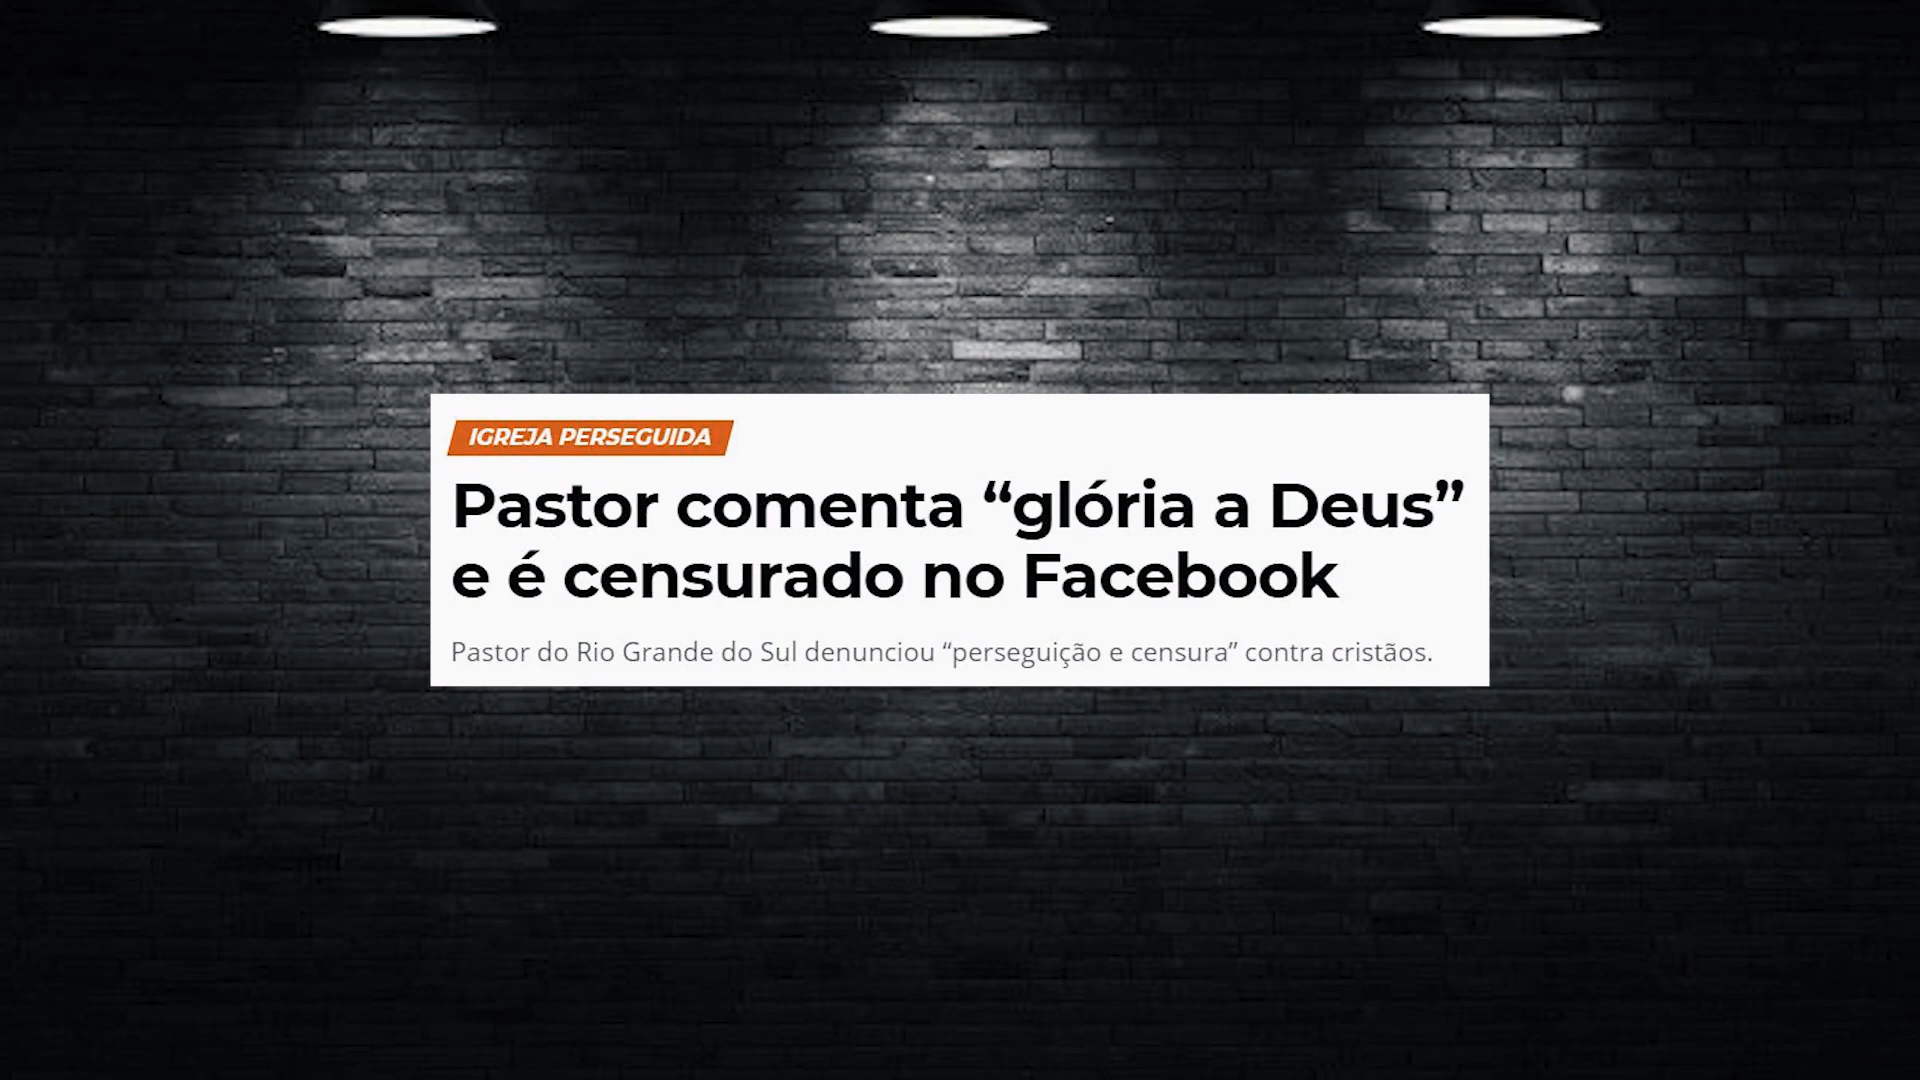 IGREJA PERSEGUIDA
Pastor comenta “glória a Deus”
e é censurado no Facebook
Pastor do Rio Grande do Sul denunciou “perseguição e censura” contra cristãos.